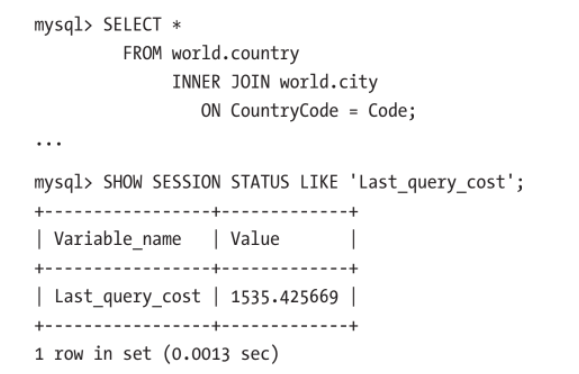 mysql> SELECT *
FROM world.country
INNER JOIN world.city
ON CountryCode = Code;
...
mysql> SHOW SESSION STATUS LIKE 'Last_query_cost';
+-----------------+-------------+
| Variable_name   | Value       |
+-----------------+-------------+
| Last_query_cost | 1535.425669 |
+-----------------+-------------+
1 row in set (0.0013 sec)